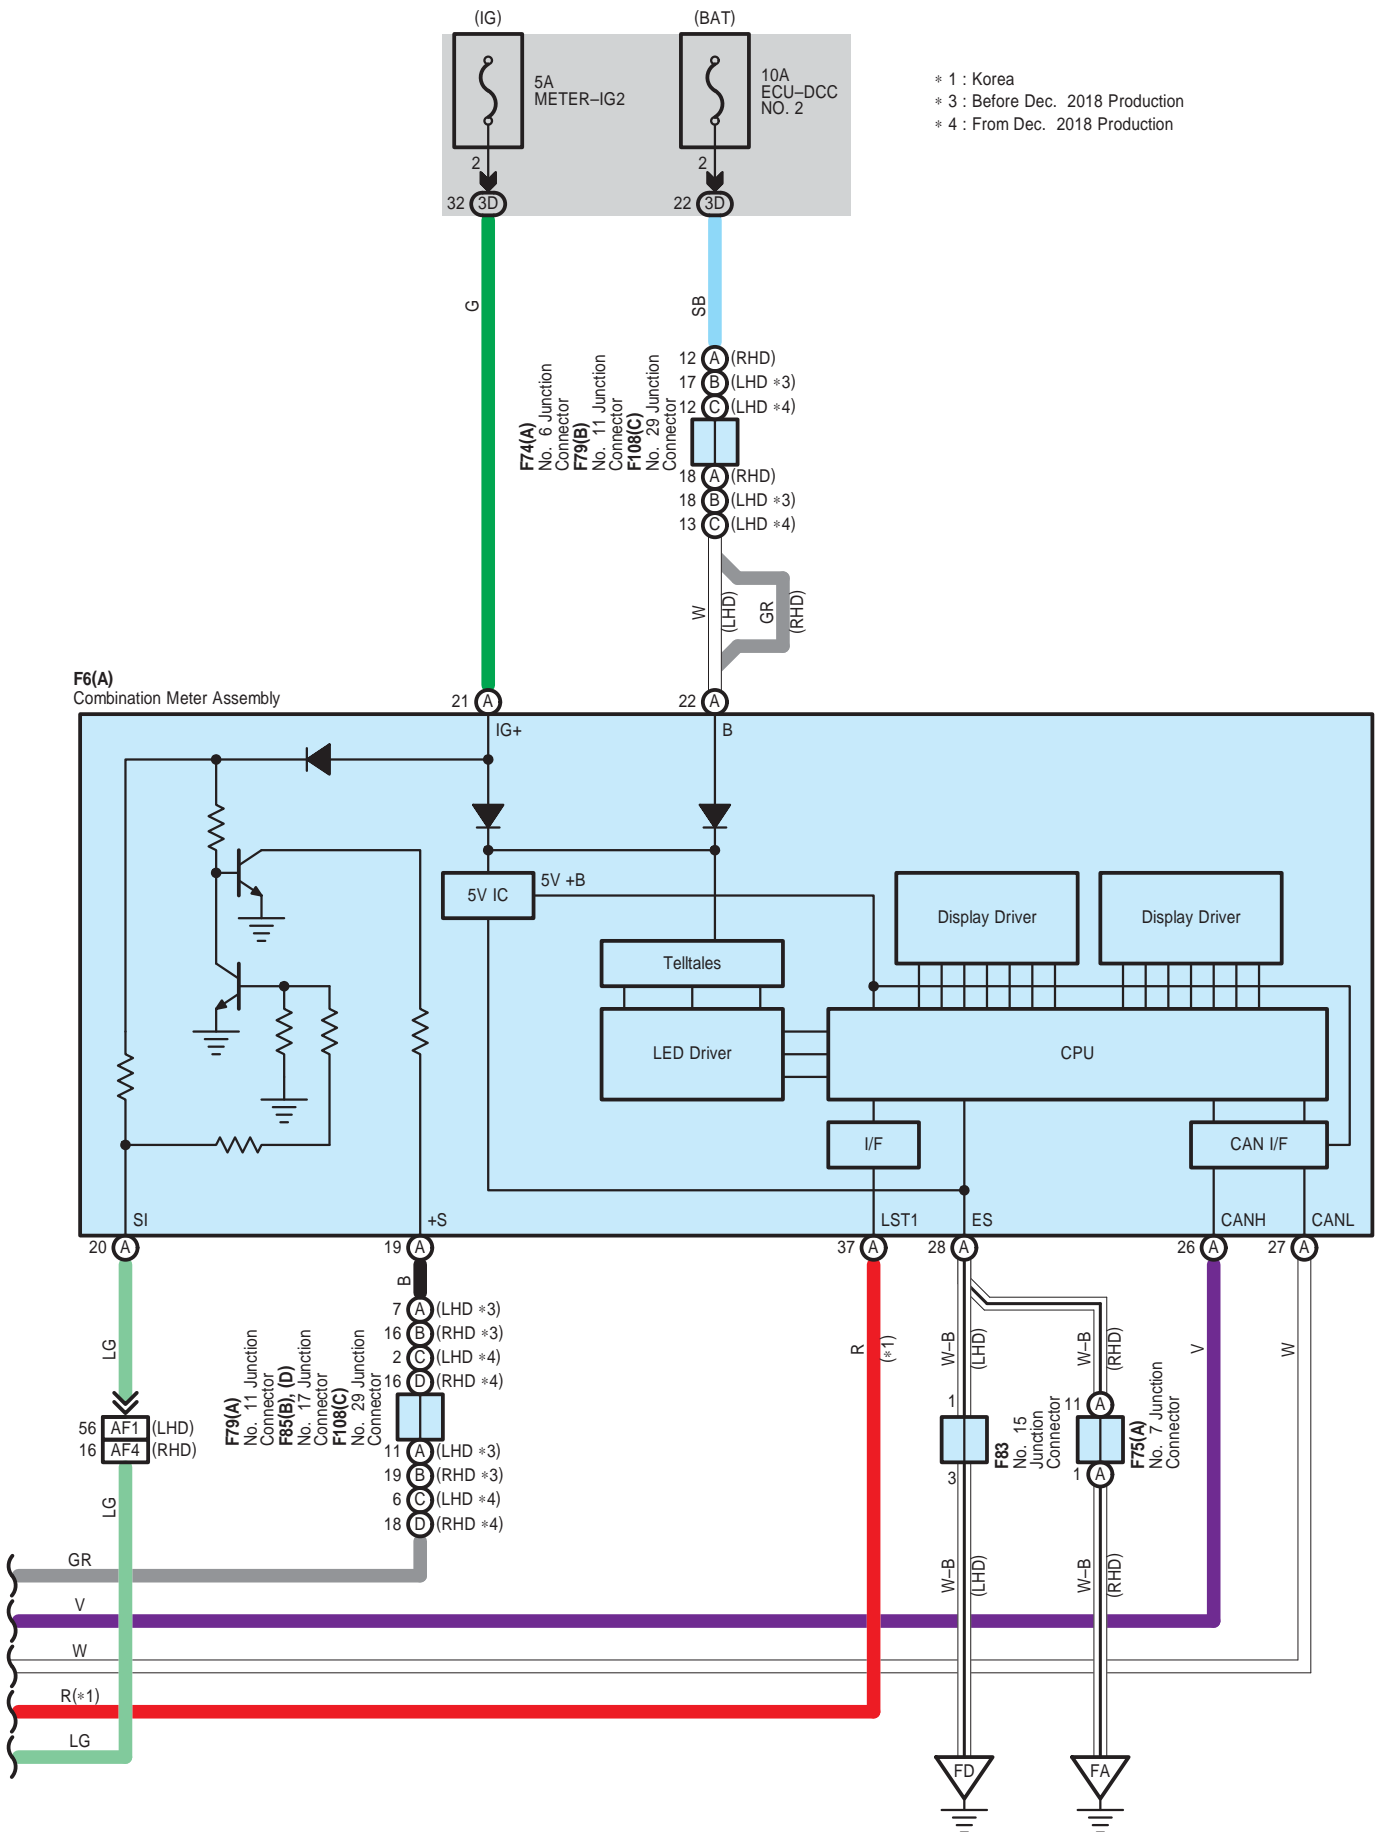 (IG)
(BAT)
5A
METER–IG2
10A
ECU–DCC
NO. 2
∗ 1 : Korea
∗ 3 : Before Dec. 2018 Production
∗ 4 : From Dec. 2018 Production
2
2
32 3D
22 3D
G
SB
12 A (RHD)
17 B (LHD ∗3)
12 C (LHD ∗4)
F74(A)
No. 6 Junction
Connector
F79(B)
No. 11 Junction
Connector
F108(C)
No. 29 Junction
Connector
18 A (RHD)
18 B (LHD ∗3)
13 C (LHD ∗4)
W
(LHD)
GR
(RHD)
F6(A)
Combination Meter Assembly
21 A
22 A
IG+
B
5V IC
5V +B
Display Driver
Display Driver
Telltales
LED Driver
CPU
I/F
CAN I/F
SI
+S
LST1
ES
CANH
CANL
20 A
19 A
37 A
28 A
26 A
27 A
B
7 A (LHD ∗3)
16 B (RHD ∗3)
2 C (LHD ∗4)
16 D (RHD ∗4)
F79(A)
No. 11 Junction
Connector
F85(B), (D)
No. 17 Junction
Connector
F108(C)
No. 29 Junction
Connector
11 A (LHD ∗3)
19 B (RHD ∗3)
6 C (LHD ∗4)
18 D (RHD ∗4)
LG
56 AF1 (LHD)
16 AF4 (RHD)
LG
R
(∗1)
W–B
(LHD)
W–B
(RHD)
V
W
1
11 A
F83
No. 15
Junction
Connector
F75(A)
No. 7 Junction
Connector
3
1 A
W–B
(LHD)
W–B
(RHD)
GR
V
W
R(∗1)
LG
FD
FA